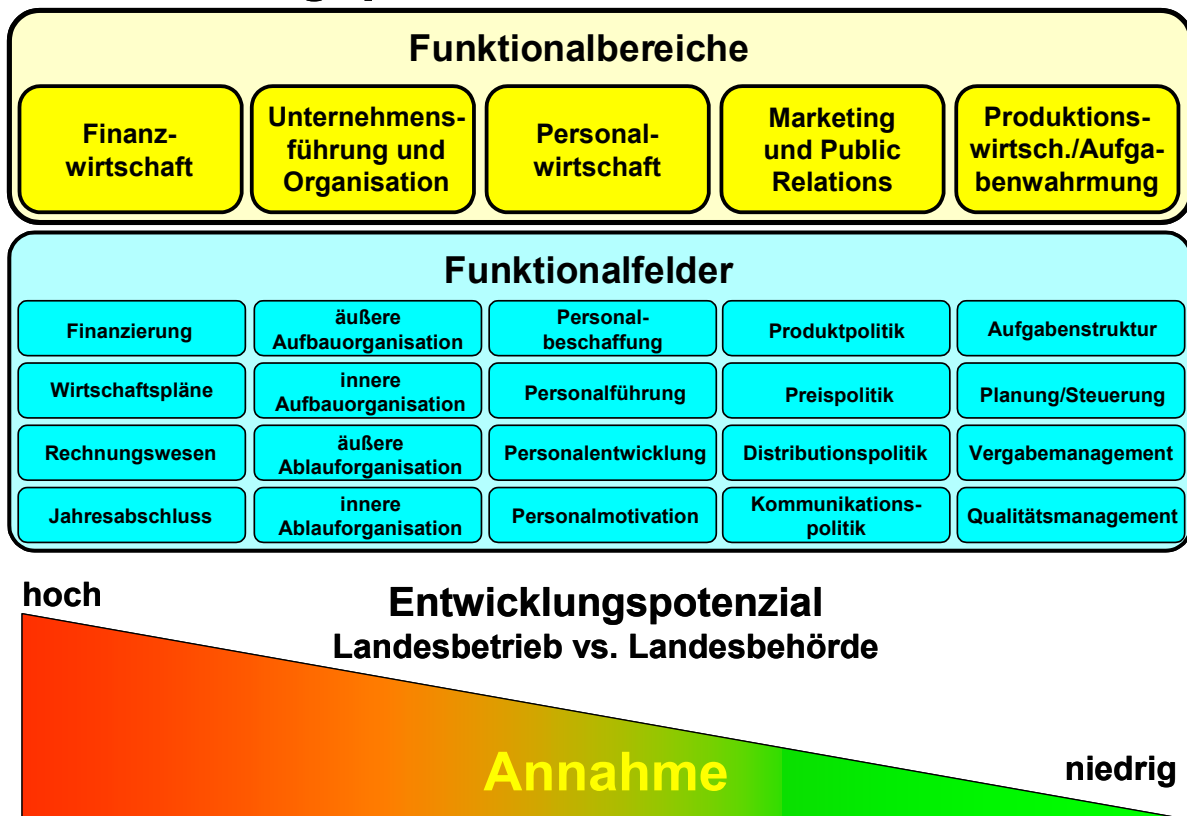 Funktionalbereiche
Finanz-
wirtschaft
Unternehmens-
führung und
Organisation
Personal-
wirtschaft
Marketing
und Public
Relations
Produktions-
wirtsch./Aufga-
benwahrmung
Funktionalfelder
Finanzierung
äußere
Aufbauorganisation
Personal-
beschaffung
Produktpolitik
Aufgabenstruktur
Wirtschaftspläne
innere
Aufbauorganisation
Personalführung
Preispolitik
Planung/Steuerung
Rechnungswesen
äußere
Ablauforganisation
Personalentwicklung
Distributionspolitik
Vergabemanagement
Jahresabschluss
innere
Ablauforganisation
Personalmotivation
Kommunikations-
politik
Qualitätsmanagement
hoch
Entwicklungspotenzial
Landesbetrieb vs. Landesbehörde
Annahme
niedrig